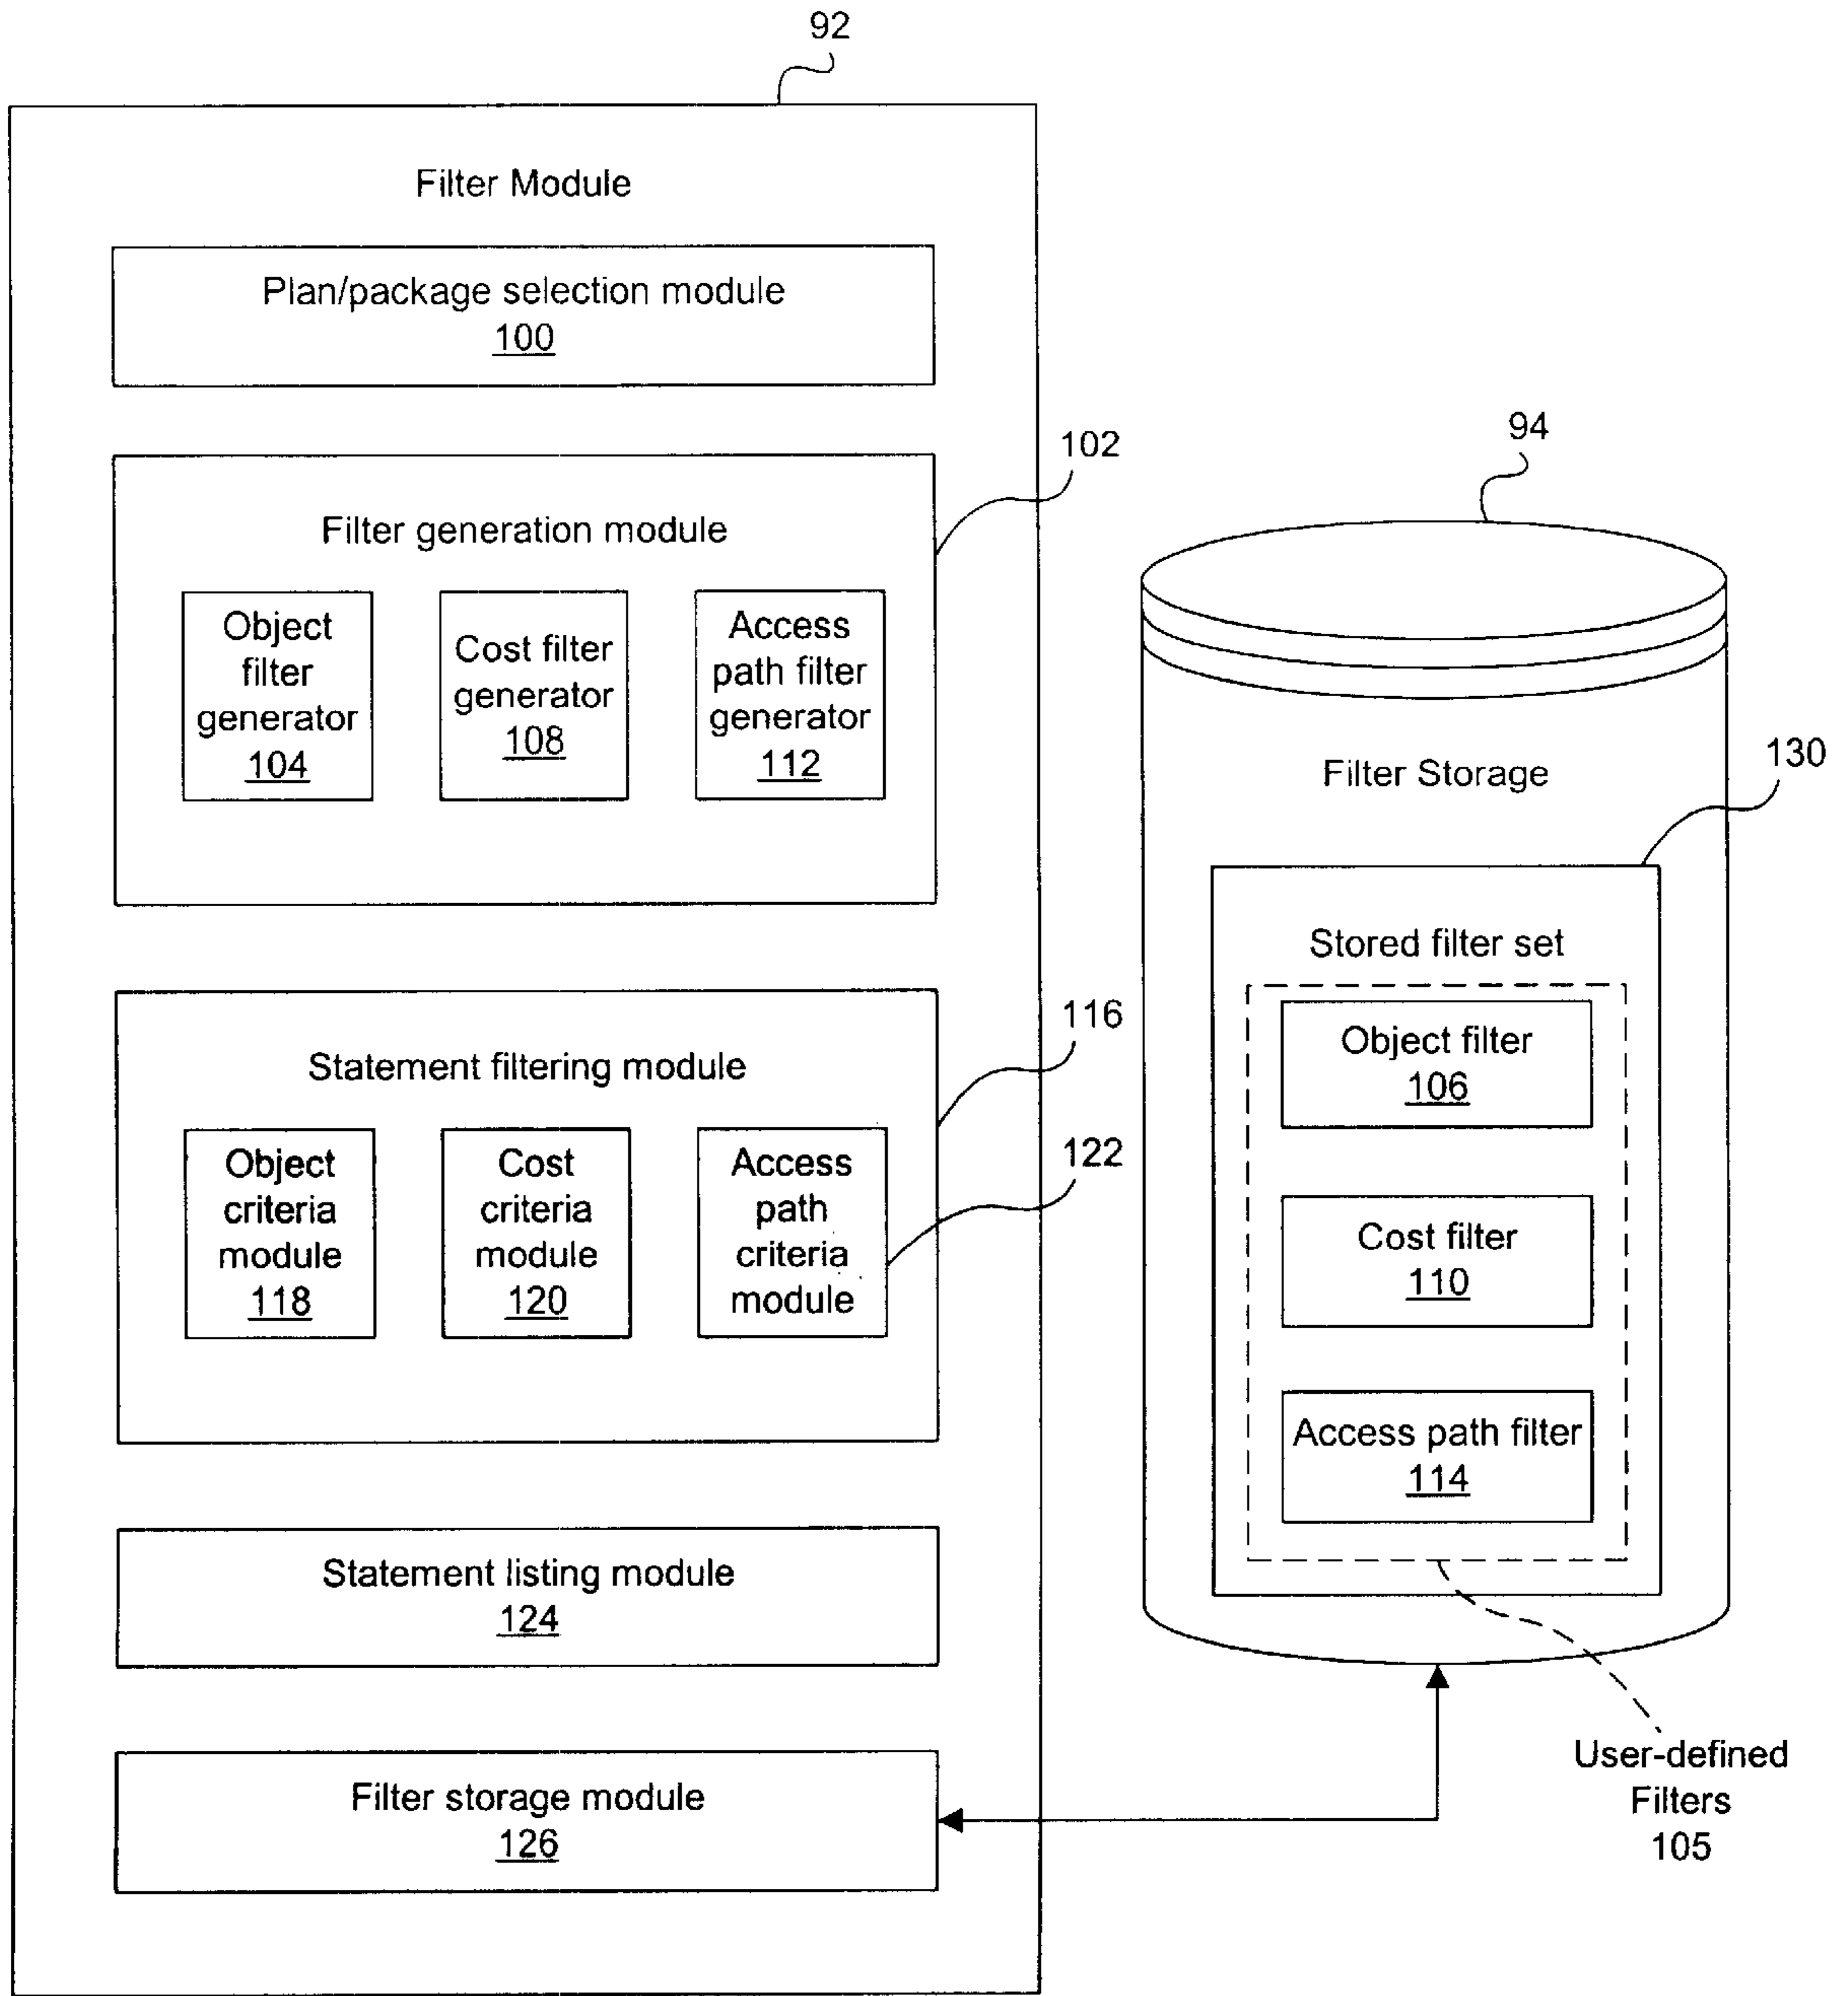 92
Filter Module
Plan/package selection module
100
102
Filter generation module
Object
filter
generator
104
Cost filter
generator
108
Access
path filter
generator
112
116
Statement filtering module
Object
criteria
module
118
Cost
criteria
module
120
Access
path
criteria
module
122
Statement listing module
124
Filter storage module
126
94
Filter Storage
130
Stored filter set
Object filter
106
Cost filter
110
Access path filter
114
User-defined
Filters
105